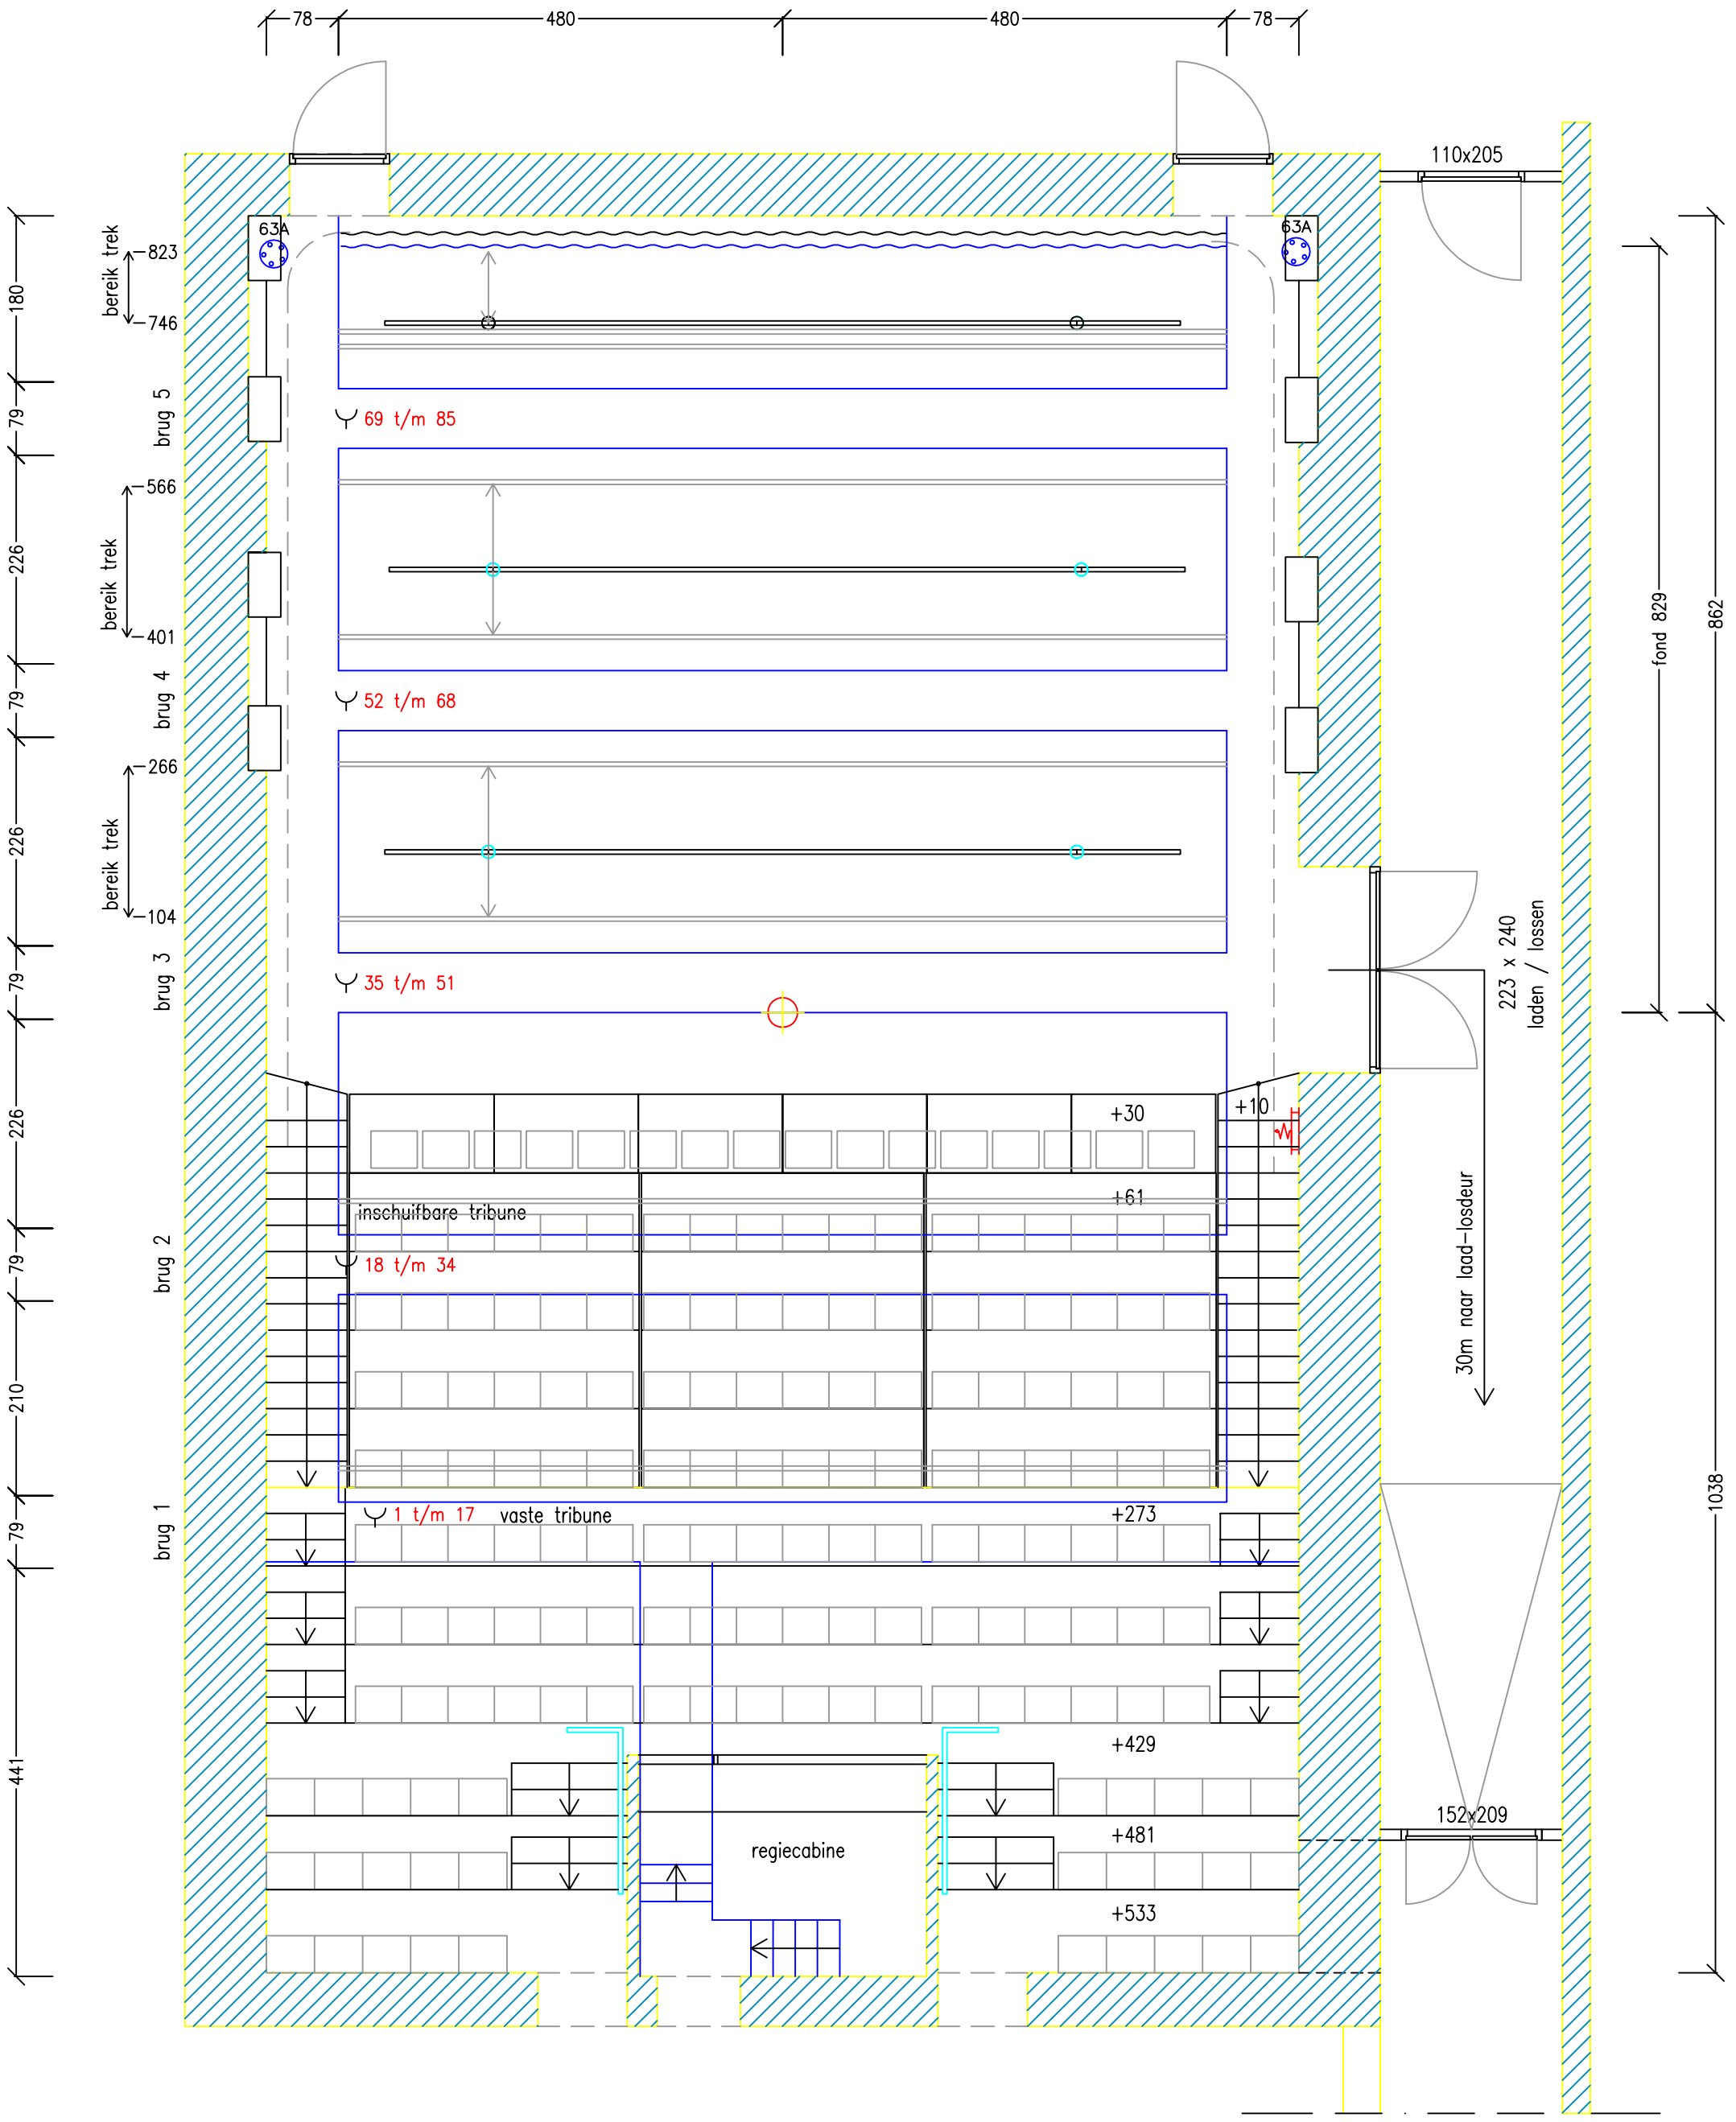 78
480
480
78
110x205
63A
63A
bereik trek
-823
-746
180
79
brug 5
69 t/m 85
-566
bereik trek
-401
226
79
brug 4
52 t/m 68
fond 829
862
-266
bereik trek
-104
226
79
brug 3
35 t/m 51
223 x 240
laden / lossen
+30
+10
226
+61
inschuifbare tribune
79
brug 2
18 t/m 34
30m naar laad-losdeur
210
79
brug 1
1 t/m 17
vaste tribune
+273
1038
441
+429
152x209
+481
regiecabine
+533